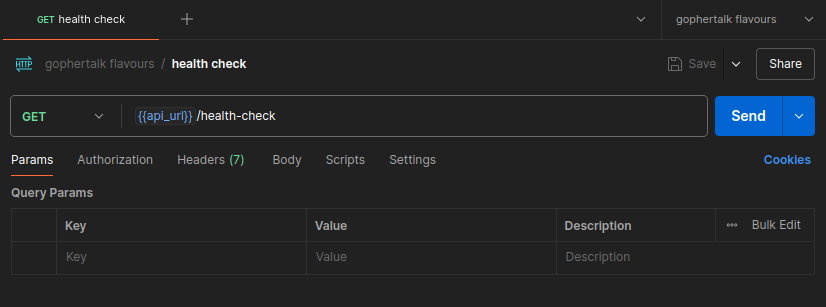 GET health check
gophertalk flavours
HTTP gophertalk flavours / health check Save Share
GET {{api_url}} /health-check Send
Params Authorization Headers (7) Body Scripts Settings Cookies
Query Params
Key Value Description Bulk Edit
Key Value Description